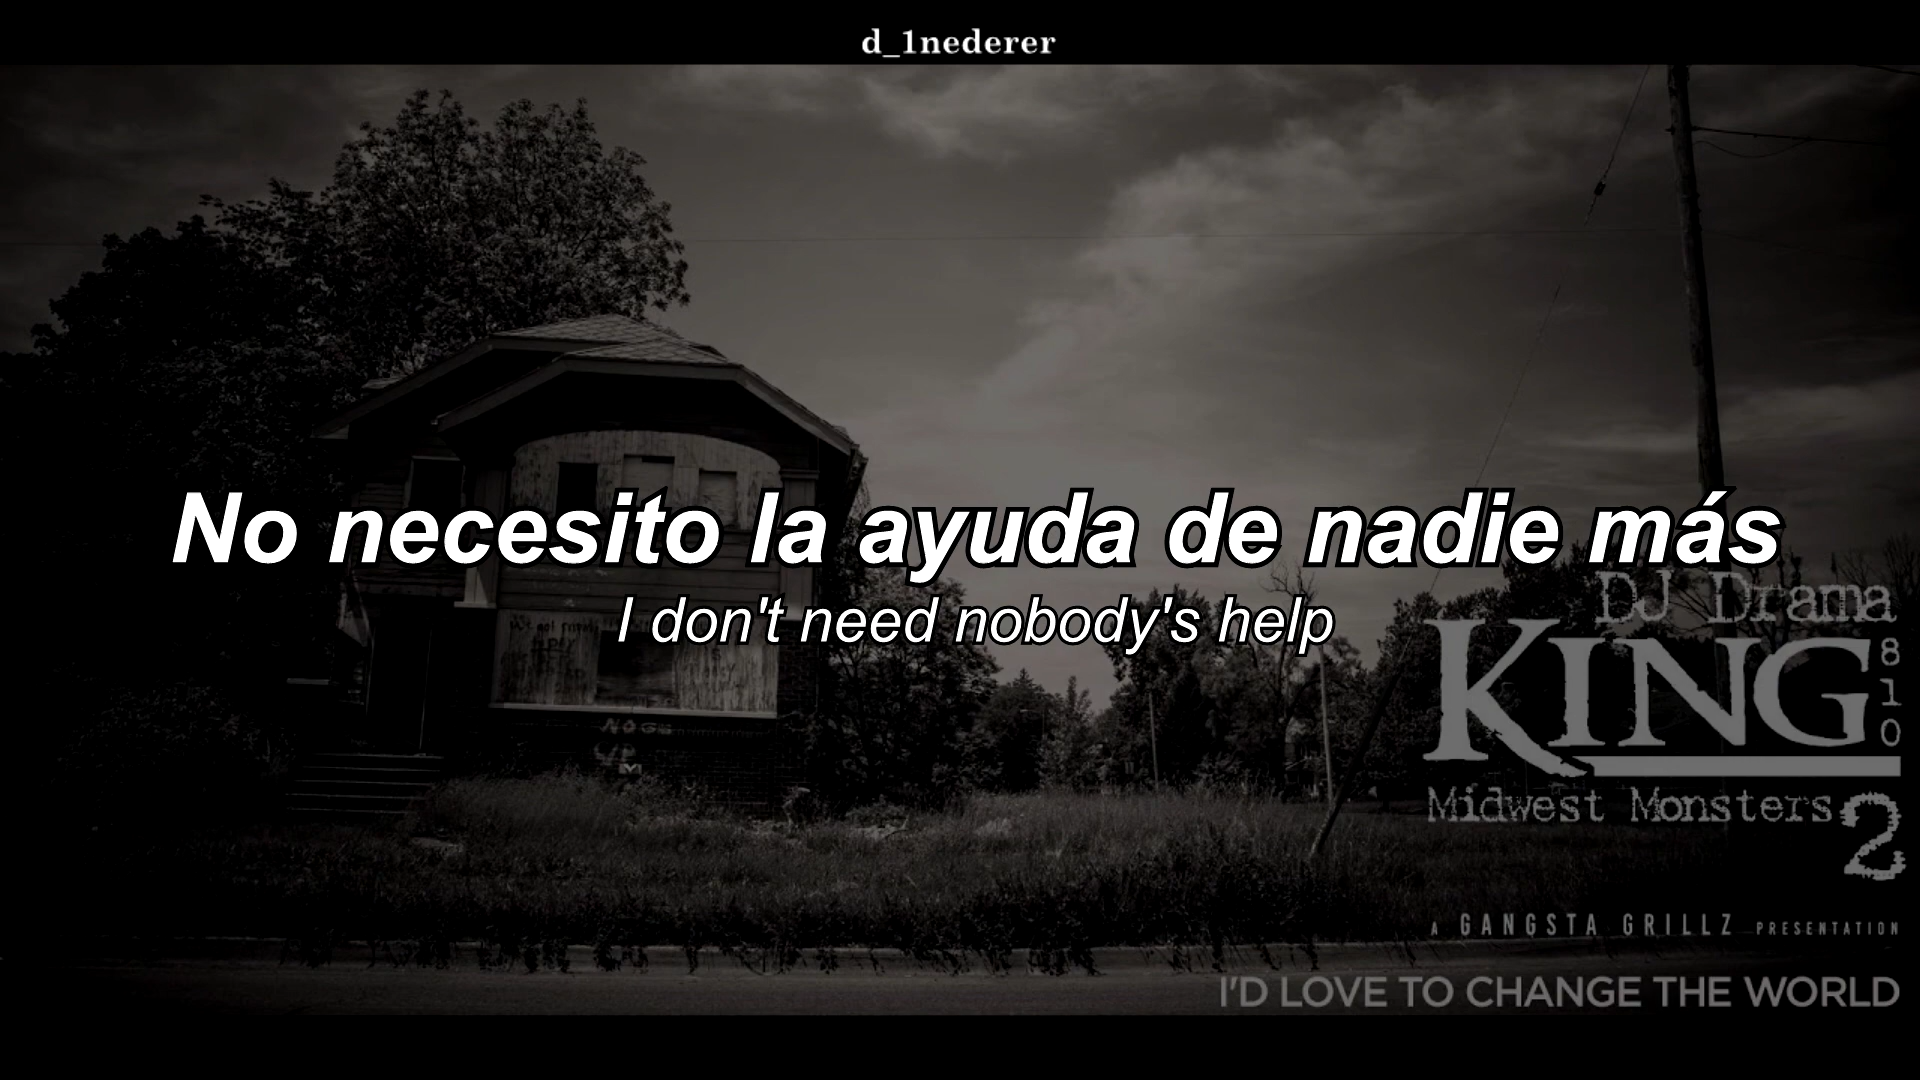 d_1nederer
No necesito la ayuda de nadie más
I don't need nobody's help
DJ Drama
KING
810
Midwest Monsters
2
A GANGSTA GRILLZ PRESENTATION
I'D LOVE TO CHANGE THE WORLD